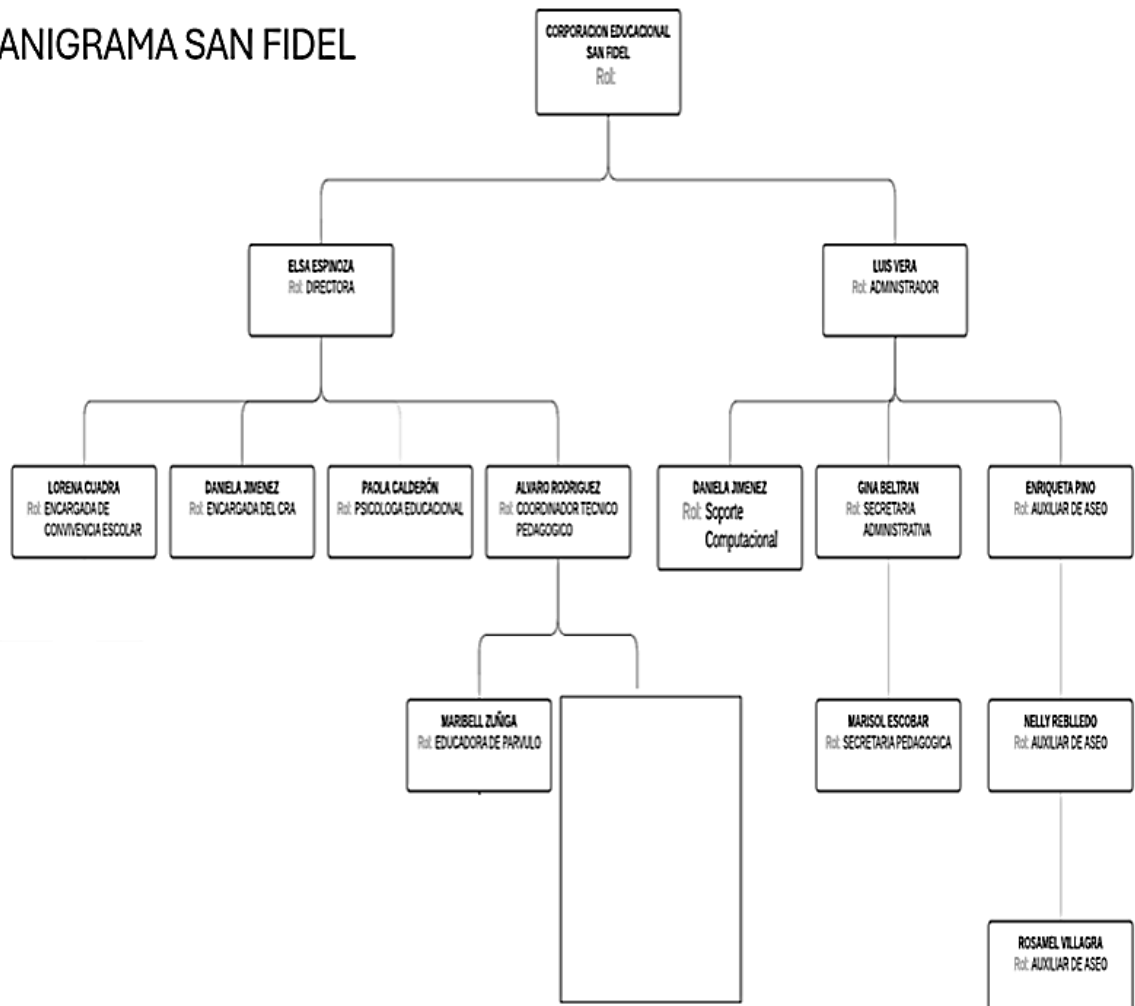 ANIGRAMA SAN FIDEL
CORPORACION EDUCACIONAL
SAN FIDEL
Rol:
ELSA ESPINOZA
Rol: DIRECTORA
LUIS VERA
Rol: ADMINISTRADOR
LORENA CUADRA
Rol: ENCARGADA DE
CONVIVENCIA ESCOLAR
DANIELA JIMENEZ
Rol: ENCARGADA DEL CRA
PAOLA CALDERÓN
Rol: PSICOLOGA EDUCACIONAL
ALVARO RODRIGUEZ
Rol: COORDINADOR TECNICO
PEDAGOGICO
DANIELA JIMENEZ
Rol: Soporte
Computacional
GINA BELTRAN
Rol: SECRETARIA
ADMINISTRATIVA
ENRIQUETA PINO
Rol: AUXILIAR DE ASEO
MARIBELL ZUÑIGA
Rol: EDUCADORA DE PARVULO
MARISOL ESCOBAR
Rol: SECRETARIA PEDAGOGICA
NELLY REBLLEDO
Rol: AUXILIAR DE ASEO
ROSAMEL VILLAGRA
Rol: AUXILIAR DE ASEO